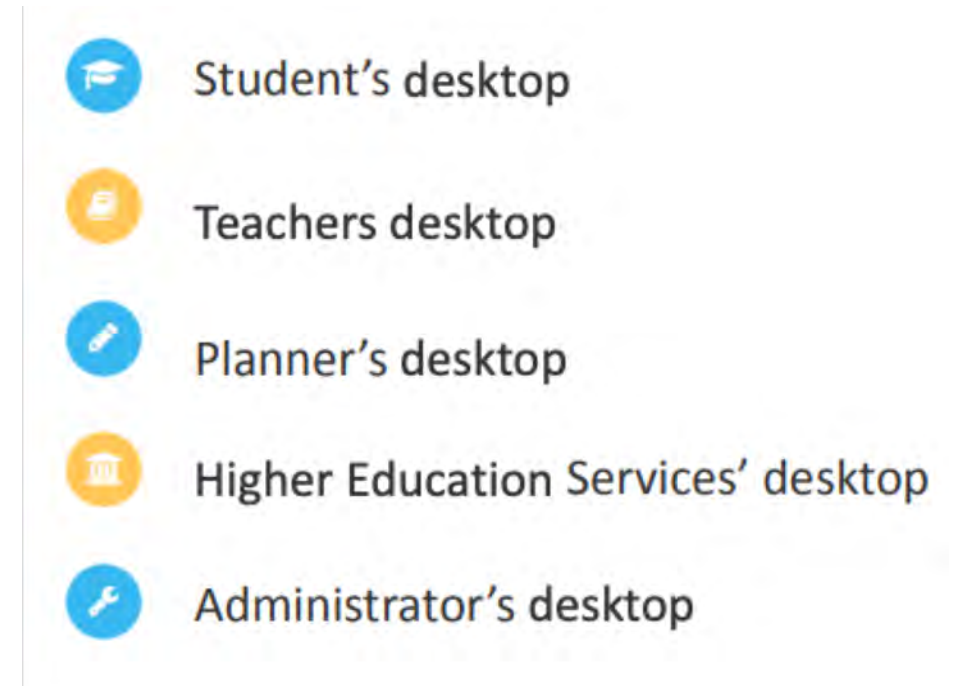 Student’s desktop
Teachers desktop
Planner’s desktop
Higher Education Services’ desktop
Administrator’s desktop